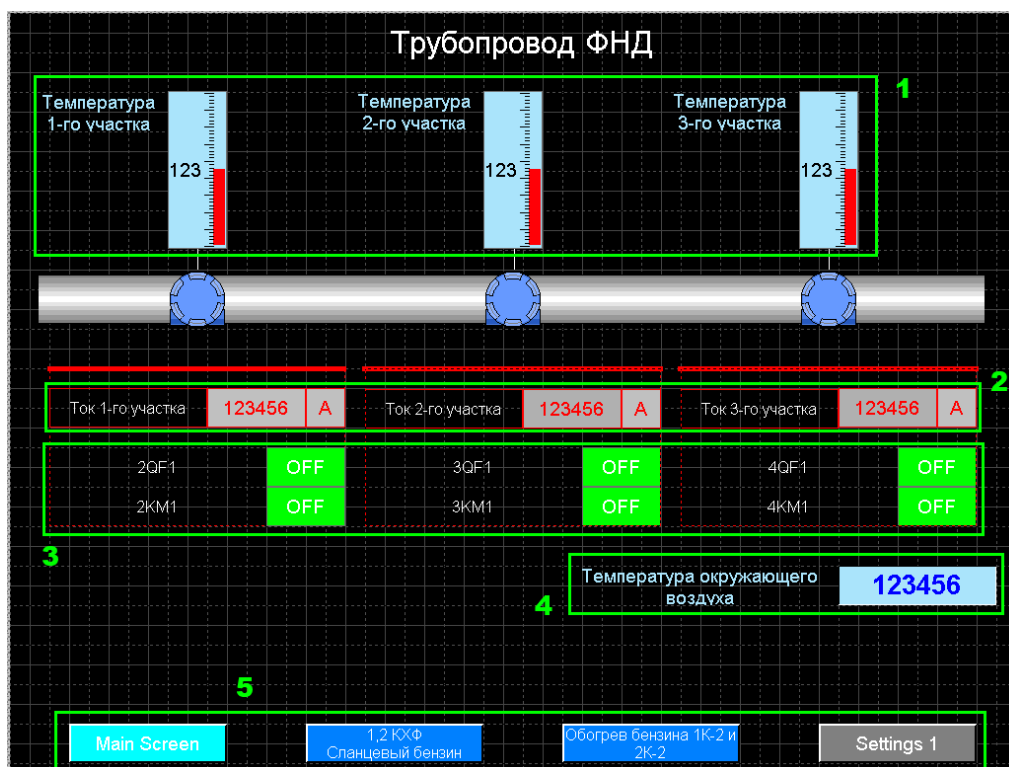 Трубопровод ФНД
1
Температура
1-го участка
Температура
2-го участка
Температура
3-го участка
123
123
123
2
Ток 1-го участка 123456 A
Ток 2-го участка 123456 A
Ток 3-го участка 123456 A
2QF1 OFF
3QF1 OFF
4QF1 OFF
2KM1 OFF
3KM1 OFF
4KM1 OFF
3
Температура окружающего
воздуха
123456
4
5
Main Screen
1,2 КХФ
Сланцевый бензин
Обогрев бензина 1К-2 и
2К-2
Settings 1